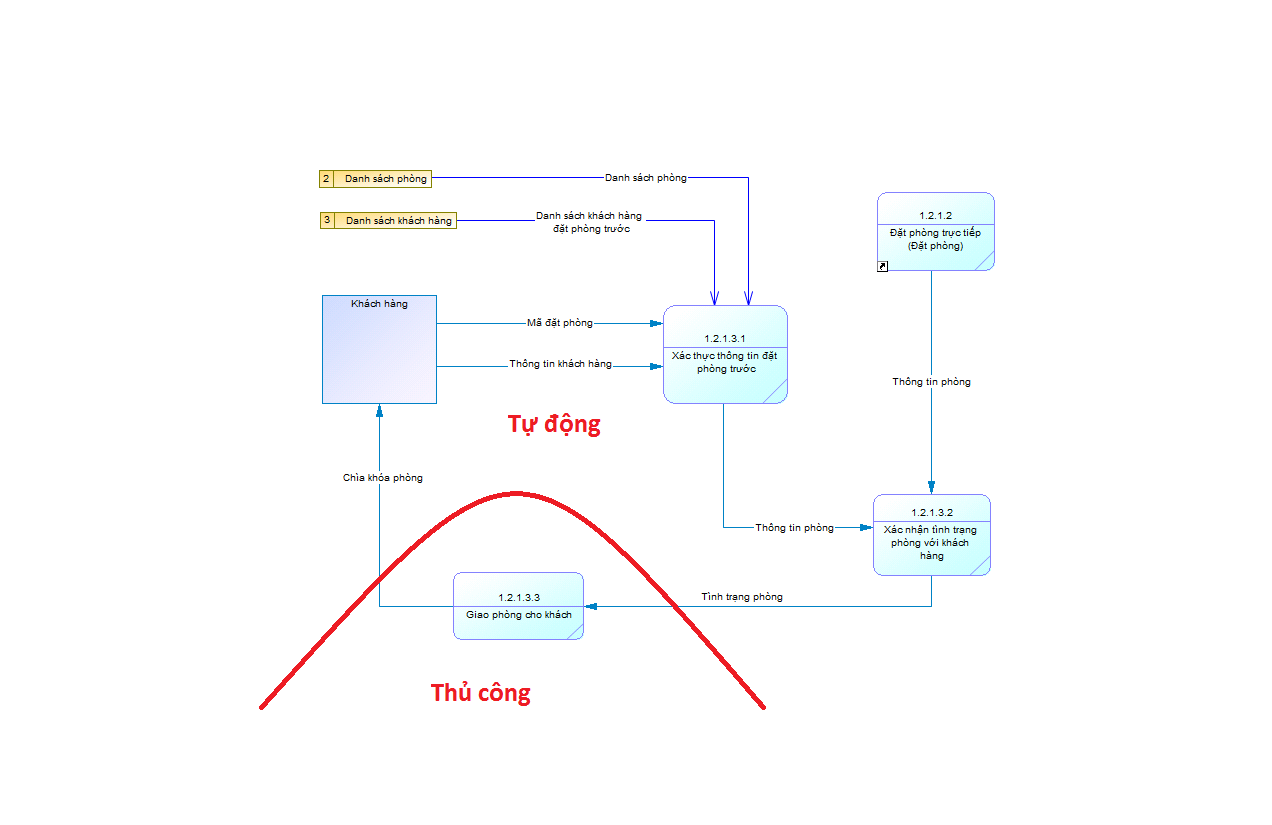 2 Danh sách phòng
Danh sách phòng
3 Danh sách khách hàng
Danh sách khách hàng
đặt phòng trước
1.2.1.2
Đặt phòng trực tiếp
(Đặt phòng)
Khách hàng
Mã đặt phòng
1.2.1.3.1
Xác thực thông tin đặt
phòng trước
Thông tin khách hàng
Thông tin phòng
Tự động
Chìa khóa phòng
1.2.1.3.2
Xác nhận tình trạng
phòng với khách
hàng
Thông tin phòng
1.2.1.3.3
Giao phòng cho khách
Tình trạng phòng
Thủ công